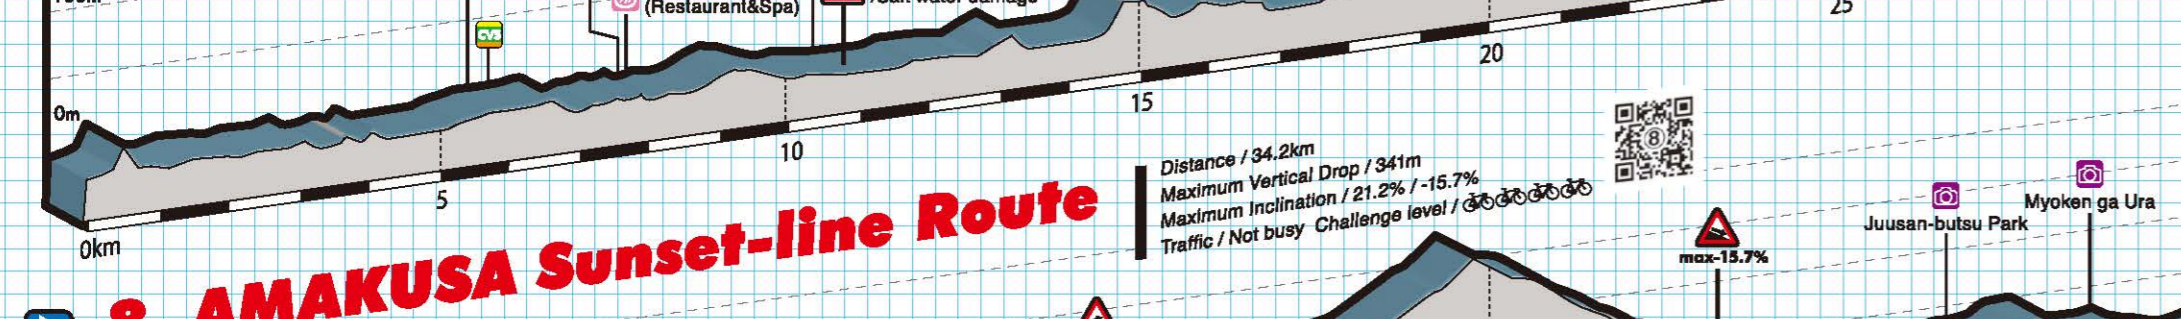 (Restaurant&Spa)
25
20
15
10
5
0m
0km
Distance / 34.2km
Maximum Vertical Drop / 341m
Maximum Inclination / 21.2% / -15.7%
Traffic / Not busy Challenge level /
8
8 AMAKUSA Sunset-line Route
max-15.7%
Juusan-butsu Park
Myoken ga Ura